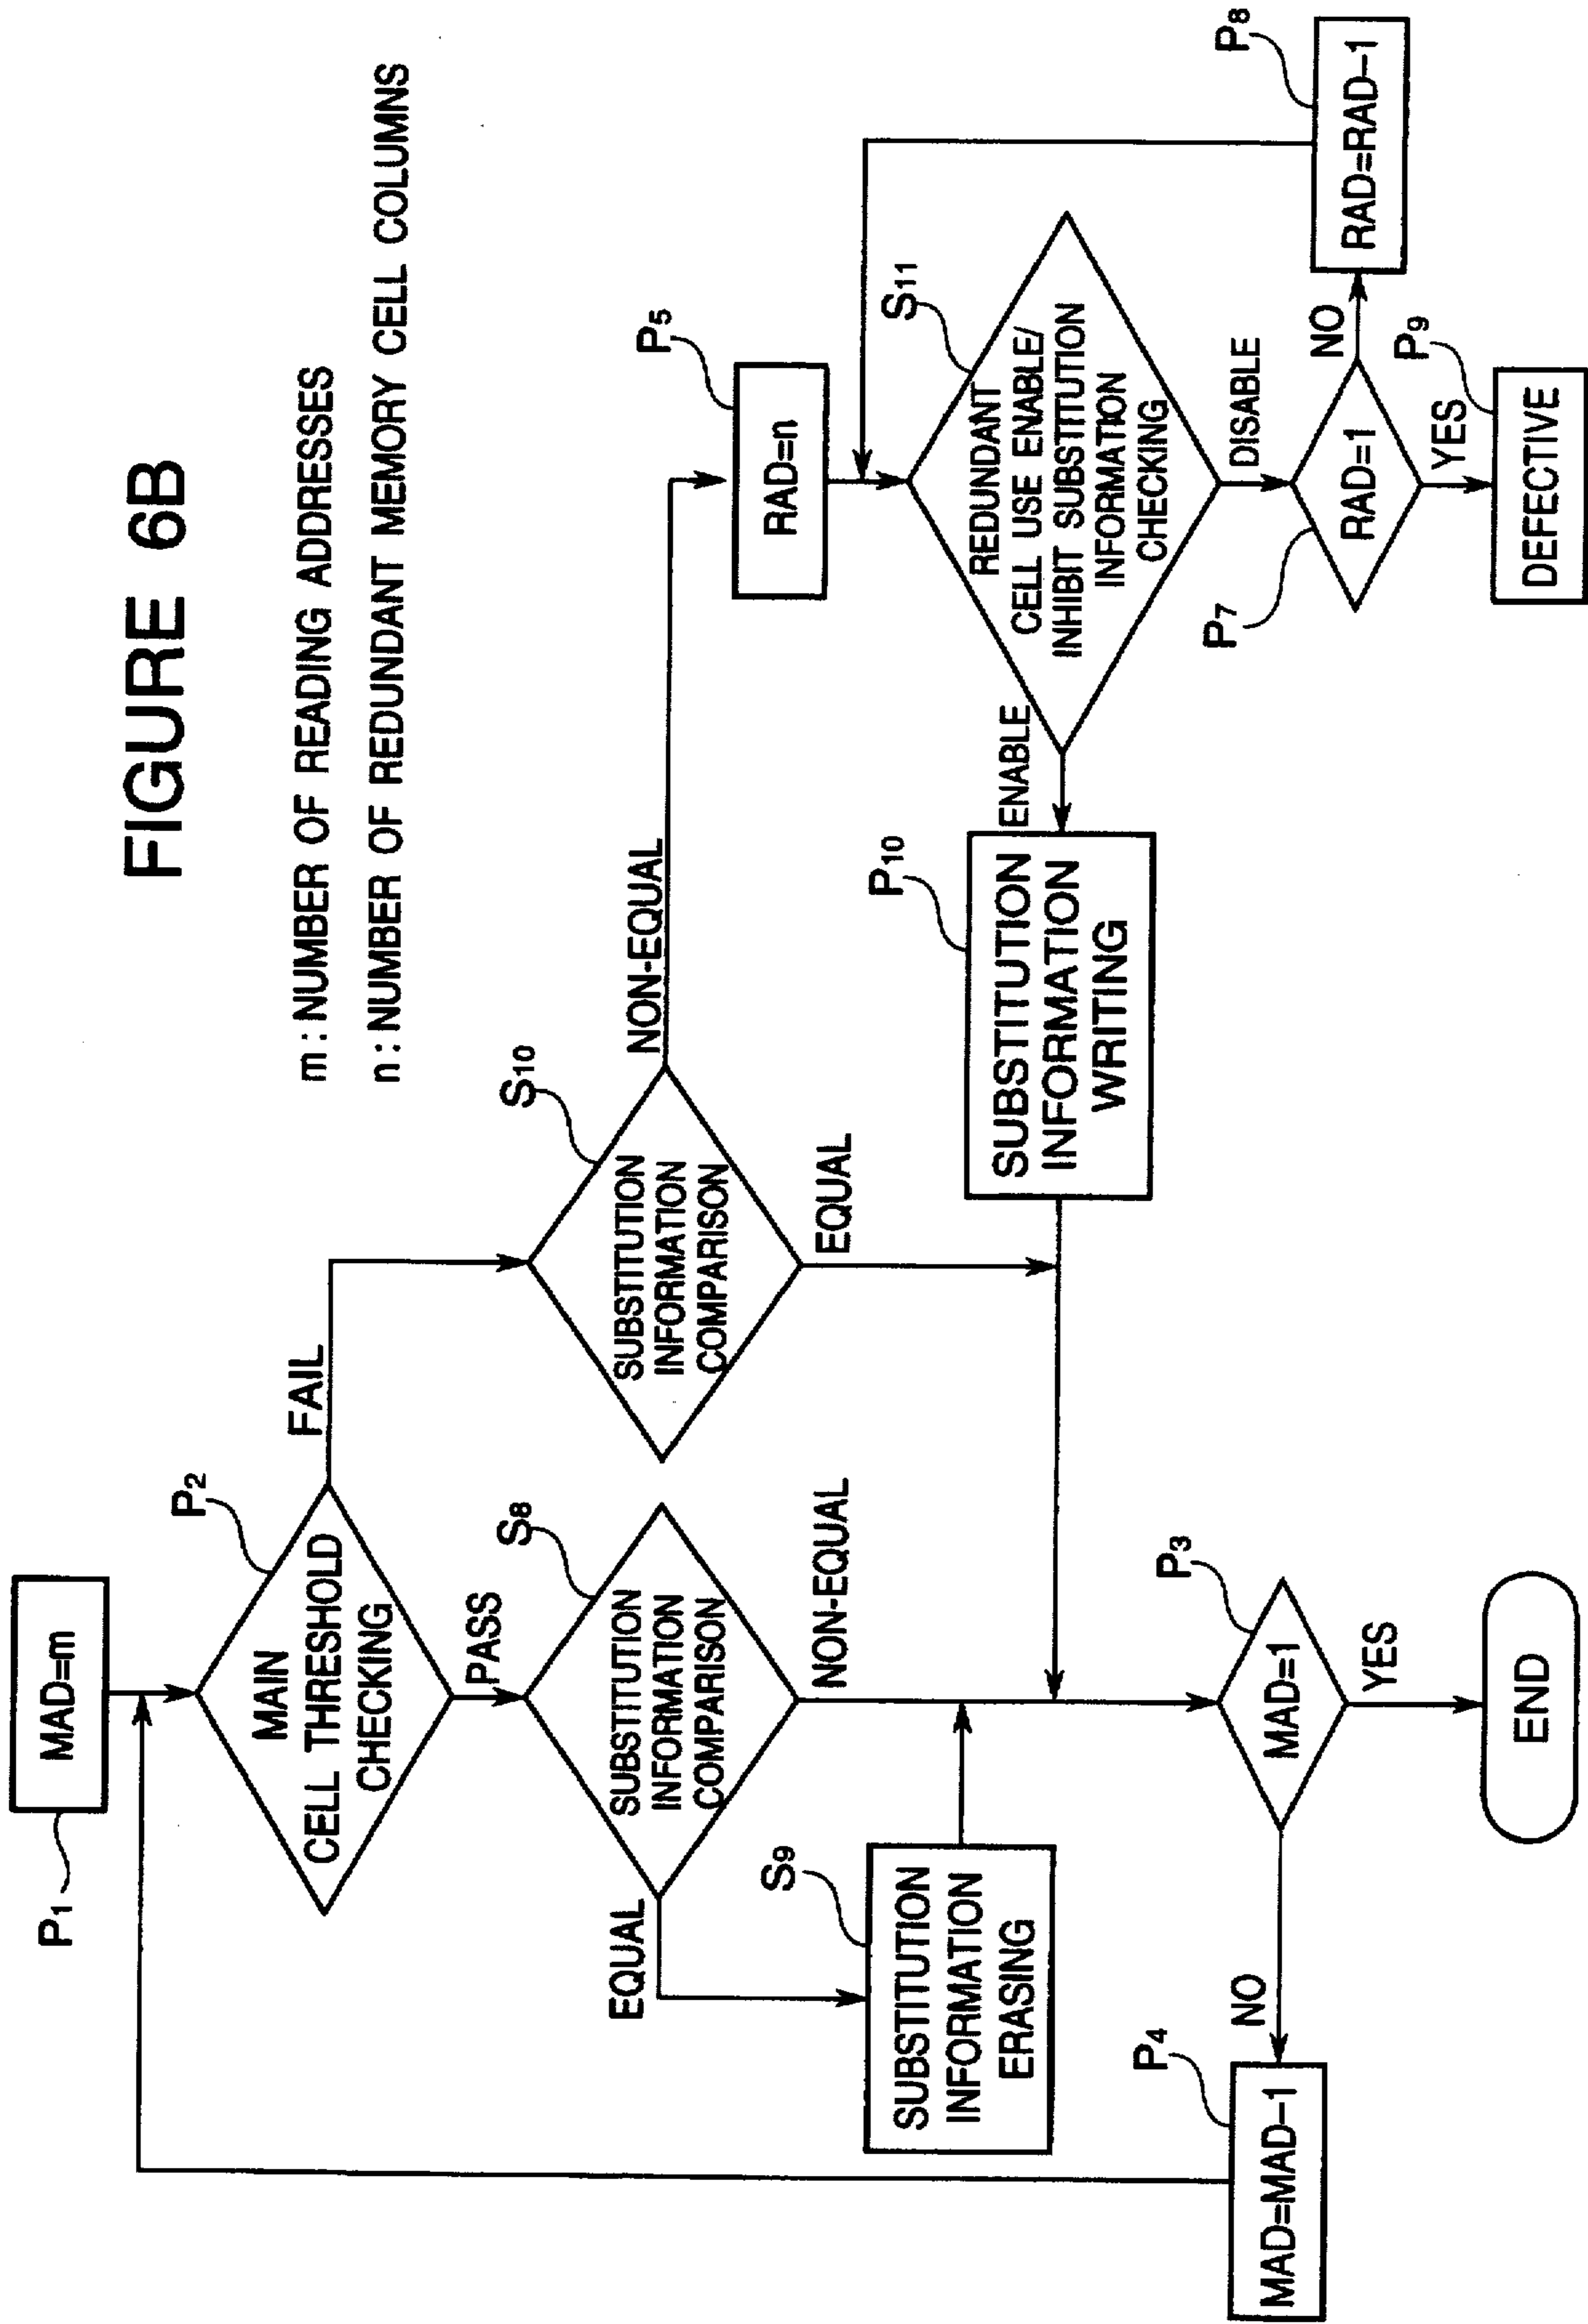 FIGURE 6B
m : NUMBER OF READING ADDRESSES
n : NUMBER OF REDUNDANT MEMORY CELL COLUMNS
P1
MAD=m
P2
MAIN
CELL THRESHOLD
CHECKING
FAIL
PASS
S8
SUBSTITUTION
INFORMATION
COMPARISON
EQUAL
NON-EQUAL
S9
SUBSTITUTION
INFORMATION
ERASING
S10
SUBSTITUTION
INFORMATION
COMPARISON
NON-EQUAL
EQUAL
P5
RAD=n
S11
REDUNDANT
CELL USE ENABLE/
INHIBIT SUBSTITUTION
INFORMATION
CHECKING
ENABLE
DISABLE
P10
SUBSTITUTION
INFORMATION
WRITING
P7
RAD=1
NO
YES
P8
RAD=RAD-1
P9
DEFECTIVE
P3
MAD=1
NO
YES
P4
MAD=MAD-1
END